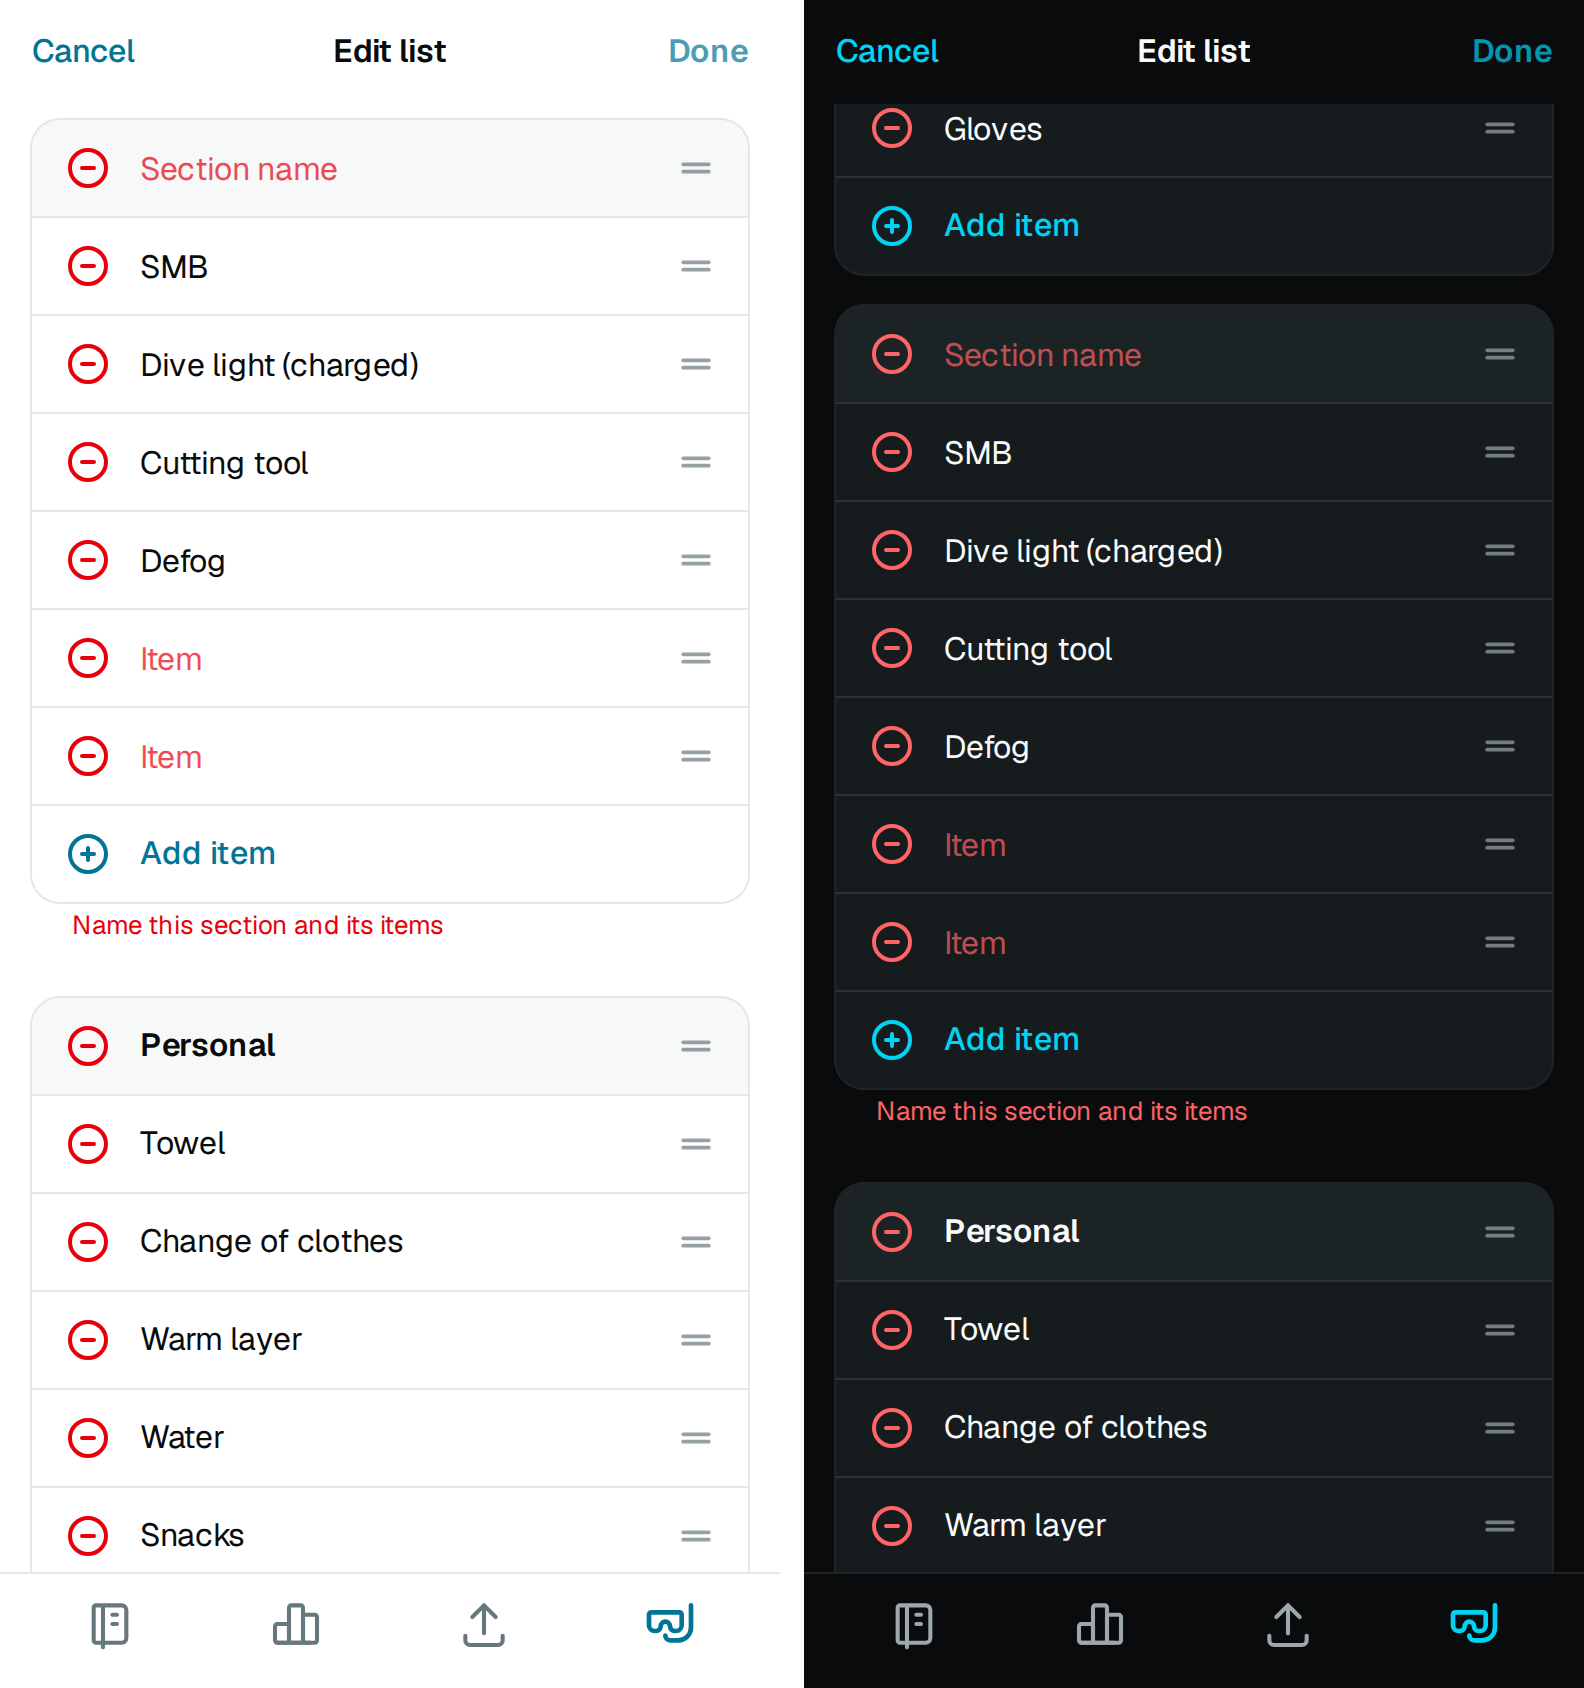 Cancel
Edit list
Done
Section name
SMB
Dive light (charged)
Cutting tool
Defog
Item
Item
Add item
Name this section and its items
Personal
Towel
Change of clothes
Warm layer
Water
Snacks
Cancel
Edit list
Done
Gloves
Add item
Section name
SMB
Dive light (charged)
Cutting tool
Defog
Item
Item
Add item
Name this section and its items
Personal
Towel
Change of clothes
Warm layer